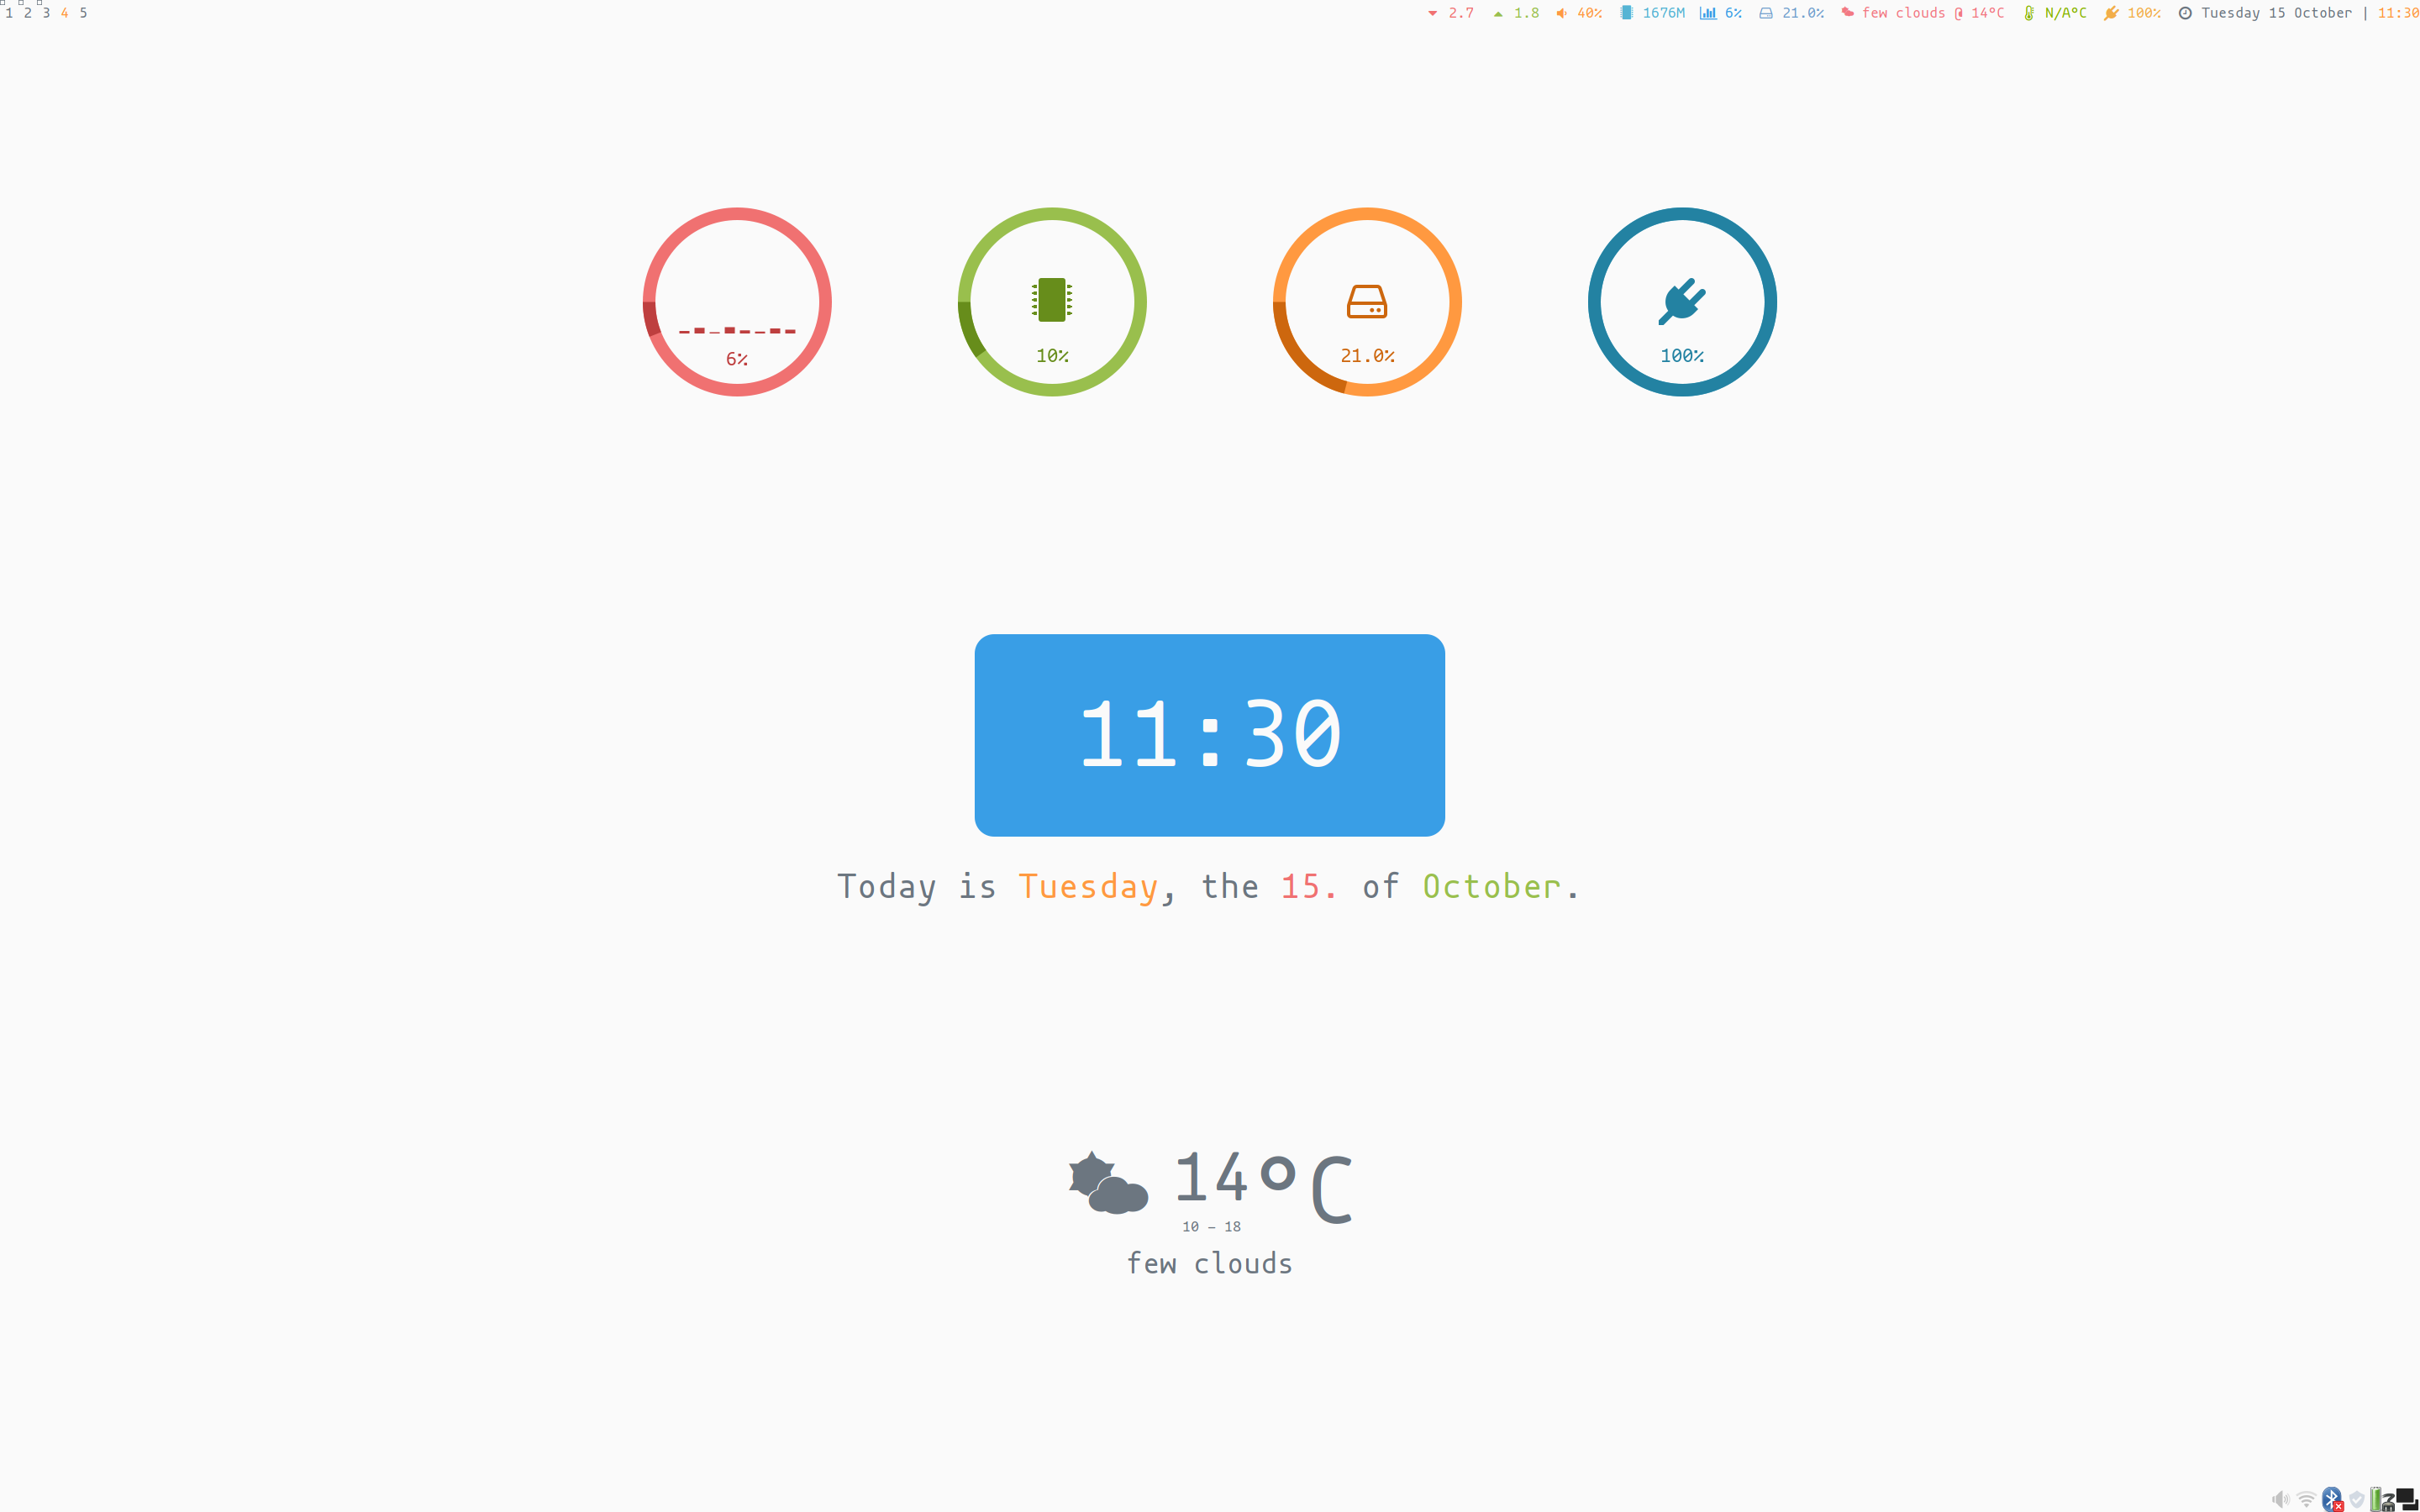 1 2 3 4 5
2.7 1.8 40% 1676M 6% 21.0% few clouds @ 14°C N/A°C 100% Tuesday 15 October | 11:30
6% 10% 21.0% 100%
11:30
Today is Tuesday, the 15. of October.
14°C
10 - 18
few clouds